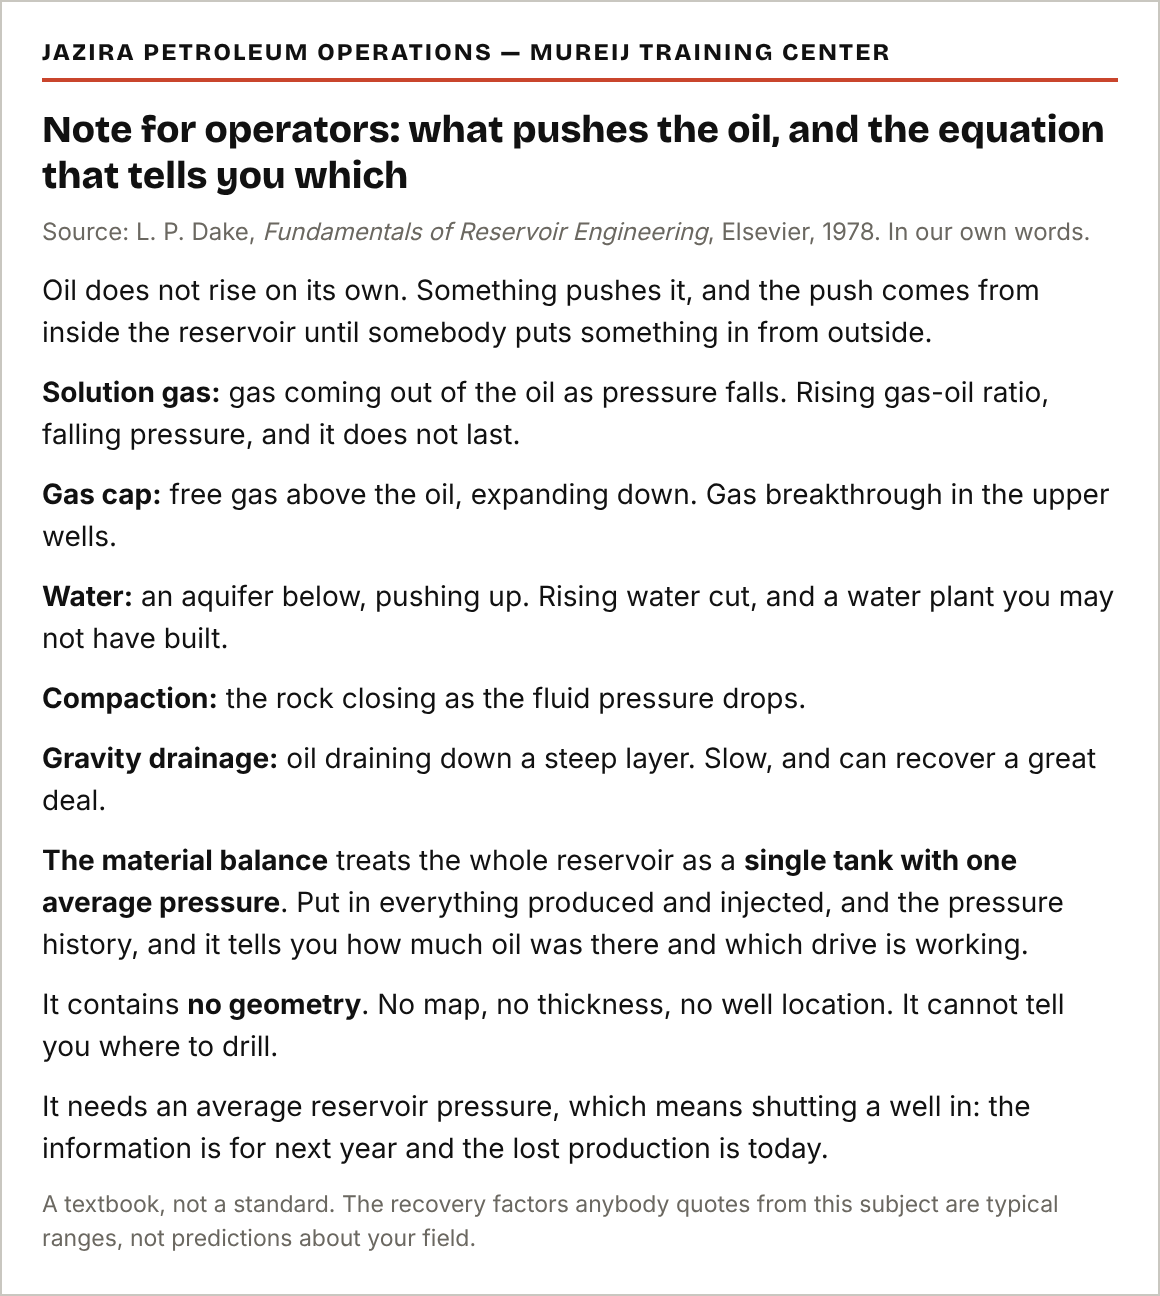 JAZIRA PETROLEUM OPERATIONS — MUREIJ TRAINING CENTER
Note for operators: what pushes the oil, and the equation
that tells you which
Source: L. P. Dake, Fundamentals of Reservoir Engineering, Elsevier, 1978. In our own words.
Oil does not rise on its own. Something pushes it, and the push comes from
inside the reservoir until somebody puts something in from outside.
Solution gas: gas coming out of the oil as pressure falls. Rising gas-oil ratio,
falling pressure, and it does not last.
Gas cap: free gas above the oil, expanding down. Gas breakthrough in the upper
wells.
Water: an aquifer below, pushing up. Rising water cut, and a water plant you may
not have built.
Compaction: the rock closing as the fluid pressure drops.
Gravity drainage: oil draining down a steep layer. Slow, and can recover a great
deal.
The material balance treats the whole reservoir as a single tank with one
average pressure. Put in everything produced and injected, and the pressure
history, and it tells you how much oil was there and which drive is working.
It contains no geometry. No map, no thickness, no well location. It cannot tell
you where to drill.
It needs an average reservoir pressure, which means shutting a well in: the
information is for next year and the lost production is today.
A textbook, not a standard. The recovery factors anybody quotes from this subject are typical
ranges, not predictions about your field.